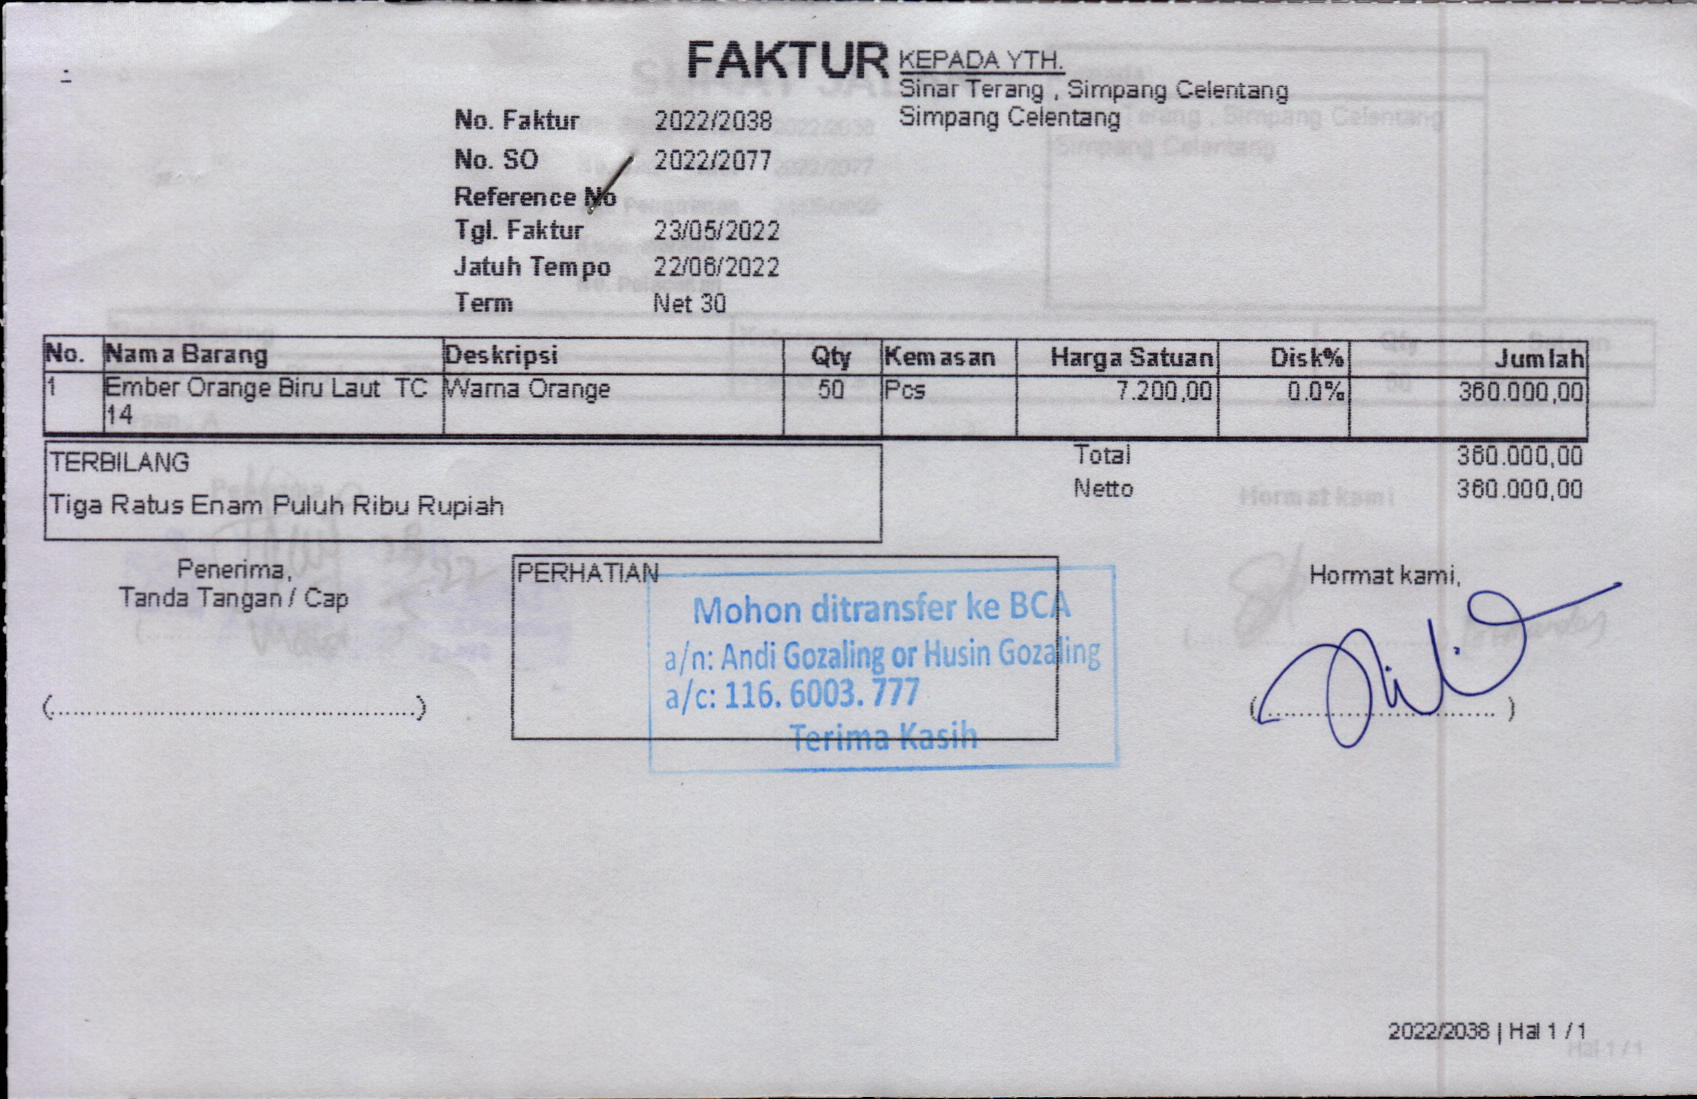 FAKTUR
KEPADA YTH.
Sinar Terang , Simpang Celentang
Simpang Celentang
No. Faktur 2022/2038
No. SO 2022/2077
Reference No
Tgl. Faktur 23/05/2022
Jatuh Tempo 22/06/2022
Term Net 30
No. Nama Barang Deskripsi Qty Kemasan Harga Satuan Disk% Jumlah
1 Ember Orange Biru Laut TC Warna Orange 50 Pcs 7.200,00 0.0% 360.000,00
14
TERBILANG
Tiga Ratus Enam Puluh Ribu Rupiah
Total 360.000,00
Netto 360.000,00
Penerima,
Tanda Tangan / Cap
(............................................)
PERHATIAN
Mohon ditransfer ke BCA
a/n: Andi Gozaling or Husin Gozaling
a/c: 116. 6003. 777
Terima Kasih
Hormat kami,
(............................)
2022/2038 | Hal 1 / 1